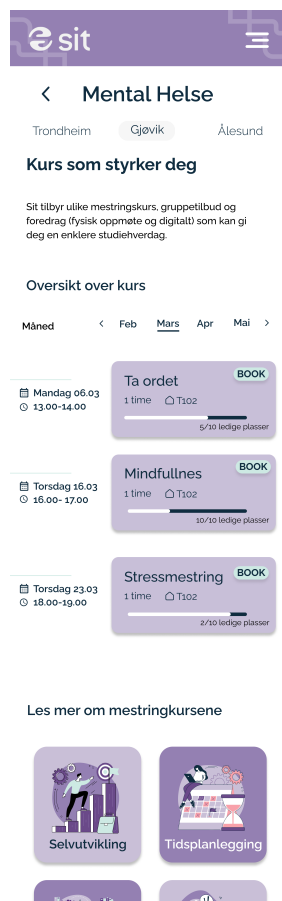 sit
Mental Helse
Trondheim Gjøvik Ålesund
Kurs som styrker deg
Sit tilbyr ulike mestringskurs, gruppetilbud og
foredrag (fysisk oppmøte og digitalt) som kan gi
deg en enklere studiehverdag.
Oversikt over kurs
Måned < Feb Mars Apr Mai >
Mandag 06.03
13.00-14.00
Ta ordet BOOK
1 time T102
5/10 ledige plasser
Torsdag 16.03
16.00- 17.00
Mindfullnes BOOK
1 time T102
10/10 ledige plasser
Torsdag 23.03
18.00-19.00
Stressmestring BOOK
1 time T102
2/10 ledige plasser
Les mer om mestringkursene
Selvutvikling Tidsplanlegging